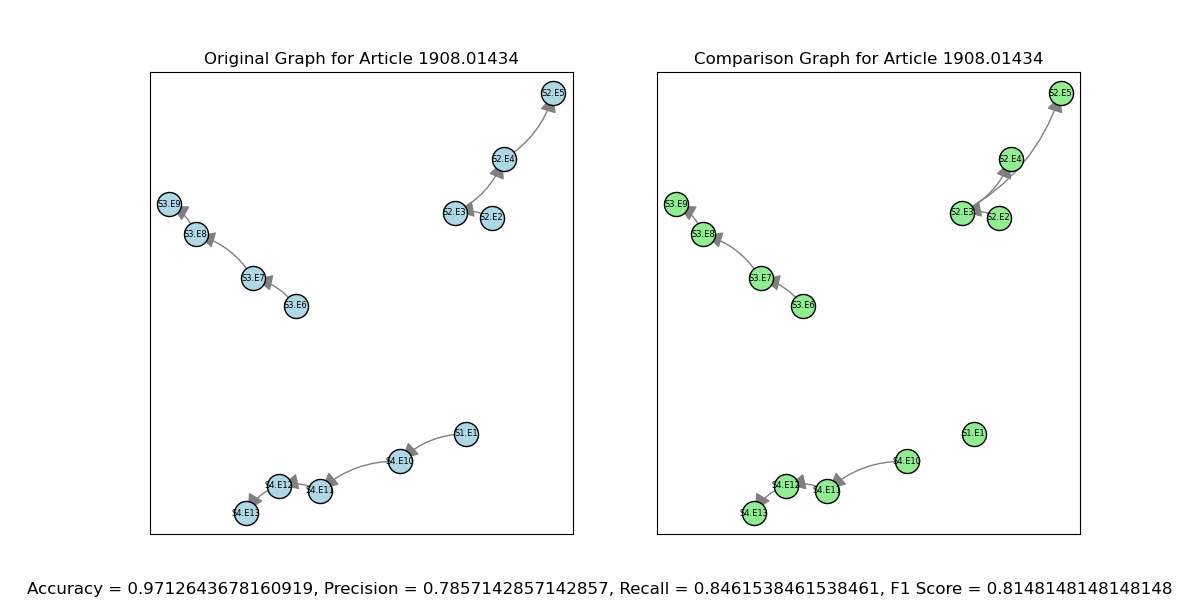 Original Graph for Article 1908.01434
S2.E5
S2.E4
S3.E9
S2.E3
S2.E2
S3.E8
S3.E7
S3.E6
S1.E1
S4.E10
S4.E12
S4.E11
S4.E13
Comparison Graph for Article 1908.01434
S2.E5
S2.E4
S3.E9
S2.E3
S2.E2
S3.E8
S3.E7
S3.E6
S1.E1
S4.E10
S4.E12
S4.E11
S4.E13
Accuracy = 0.9712643678160919, Precision = 0.7857142857142857, Recall = 0.8461538461538461, F1 Score = 0.8148148148148148